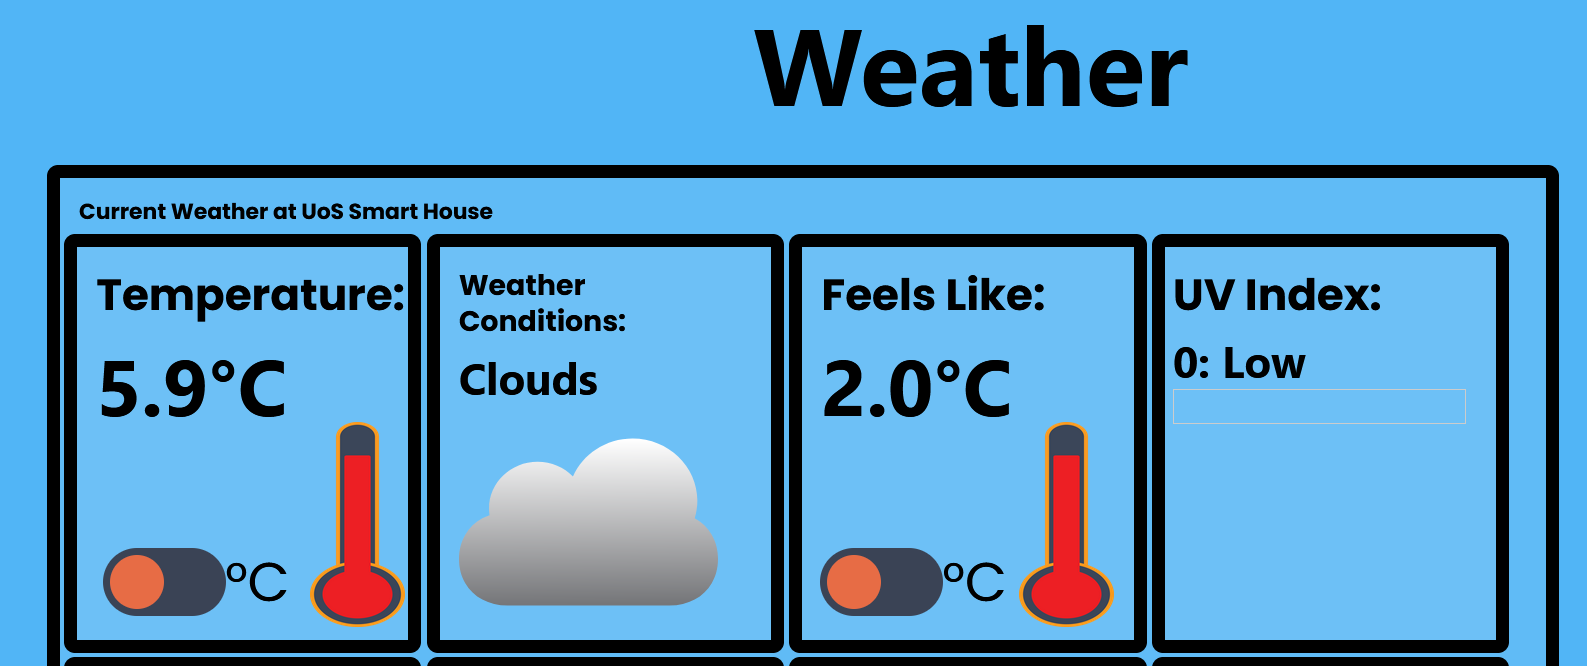 Weather
Current Weather at UoS Smart House
Temperature:
5.9°C
°C
Weather
Conditions:
Clouds
Feels Like:
2.0°C
°C
UV Index:
0: Low